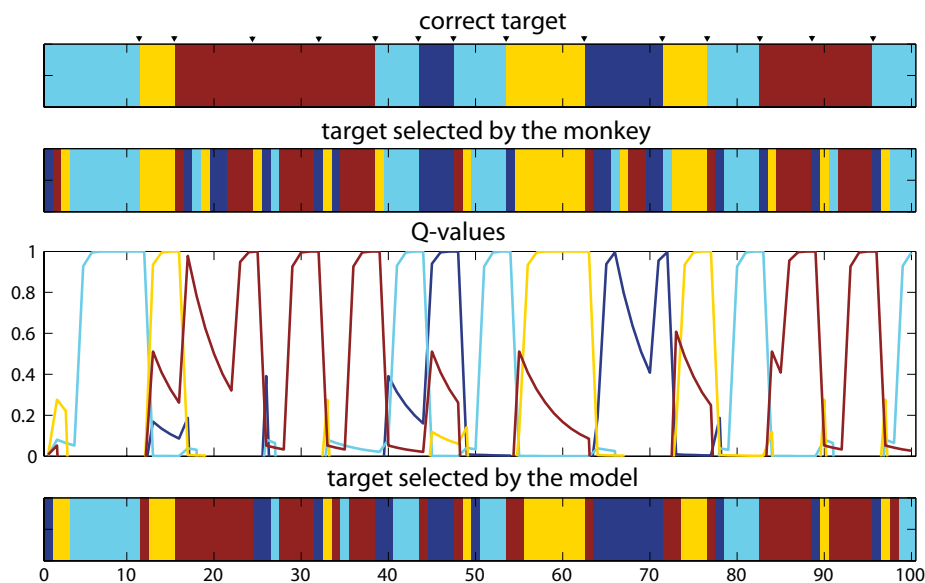 correct target
target selected by the monkey
Q-values
1
0.8
0.6
0.4
0.2
0
target selected by the model
0 10 20 30 40 50 60 70 80 90 100